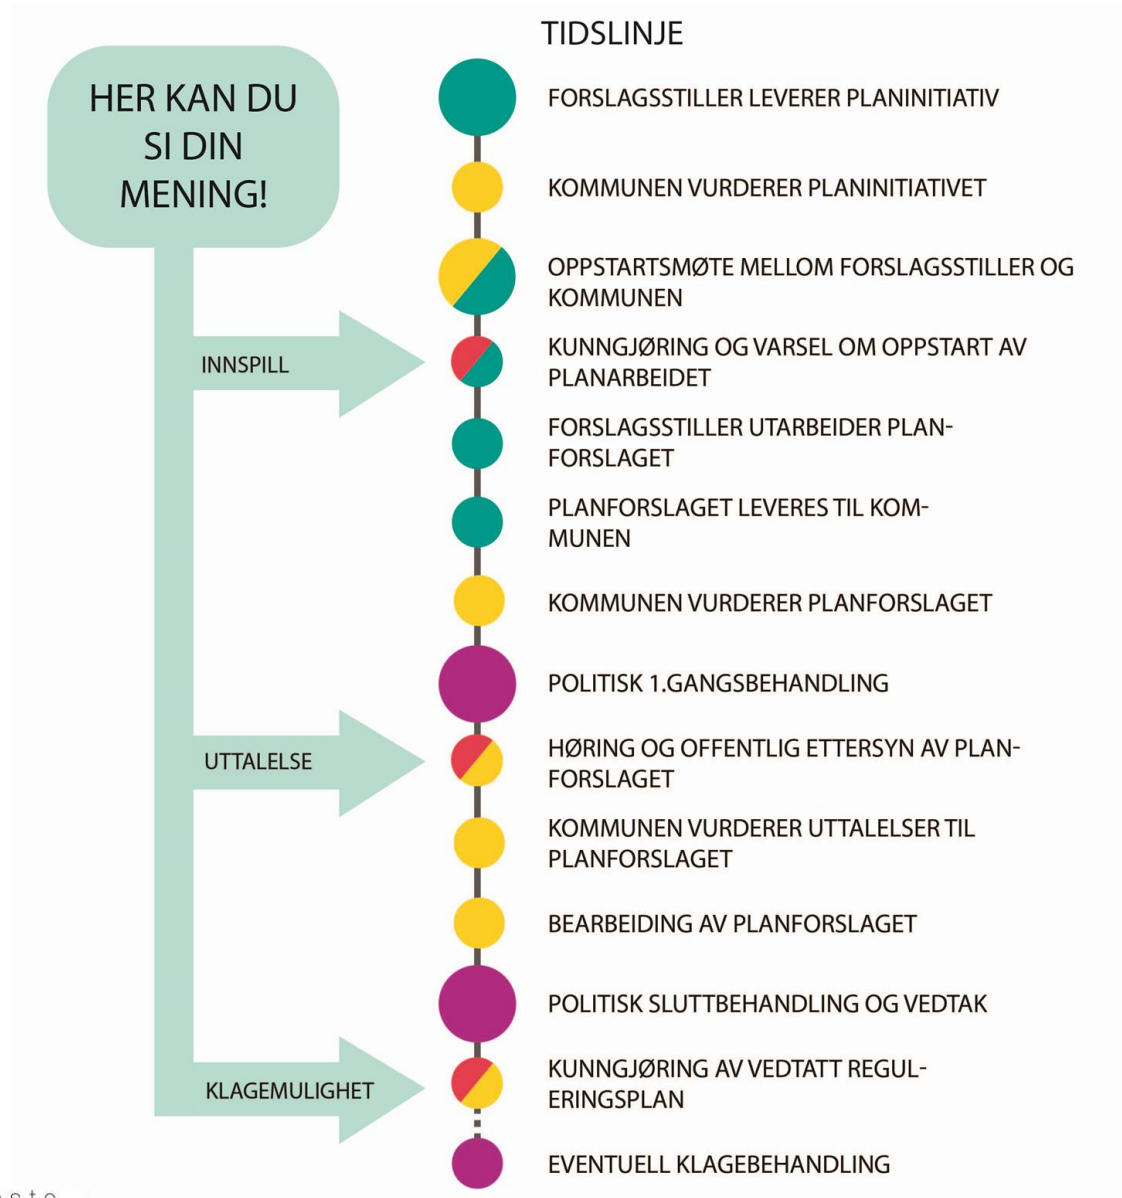 TIDSLINJE
HER KAN DU
SI DIN
MENING!
FORSLAGSSTILLER LEVERER PLANINITIATIV
KOMMUNEN VURDERER PLANINITIATIVET
OPPSTARTSMØTE MELLOM FORSLAGSSTILLER OG
KOMMUNEN
INNSPILL
KUNNGJØRING OG VARSEL OM OPPSTART AV
PLANARBEIDET
FORSLAGSSTILLER UTARBEIDER PLAN-
FORSLAGET
PLANFORSLAGET LEVERES TIL KOM-
MUNEN
KOMMUNEN VURDERER PLANFORSLAGET
POLITISK 1.GANGSBEHANDLING
UTTALELSE
HØRING OG OFFENTLIG ETTERSYN AV PLAN-
FORSLAGET
KOMMUNEN VURDERER UTTALELSER TIL
PLANFORSLAGET
BEARBEIDING AV PLANFORSLAGET
POLITISK SLUTTBEHANDLING OG VEDTAK
KLAGEMULIGHET
KUNNGJØRING AV VEDTATT REGUL-
ERINGSPLAN
EVENTUELL KLAGEBEHANDLING